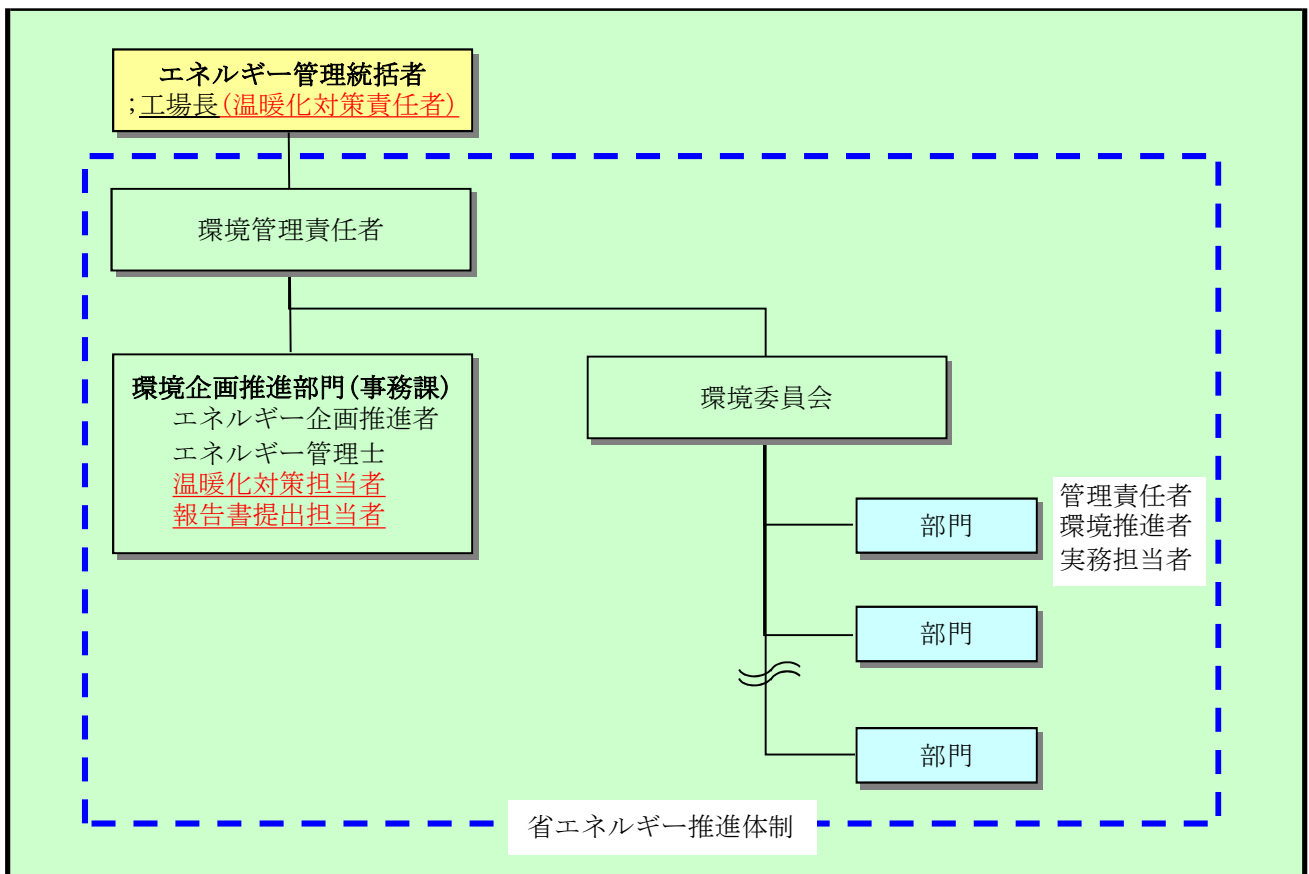 エネルギー管理統括者
;工場長(温暖化対策責任者)
環境管理責任者
環境企画推進部門(事務課)
エネルギー企画推進者
エネルギー管理士
温暖化対策担当者
報告書提出担当者
環境委員会
部門
管理責任者
環境推進者
実務担当者
部門
部門
省エネルギー推進体制